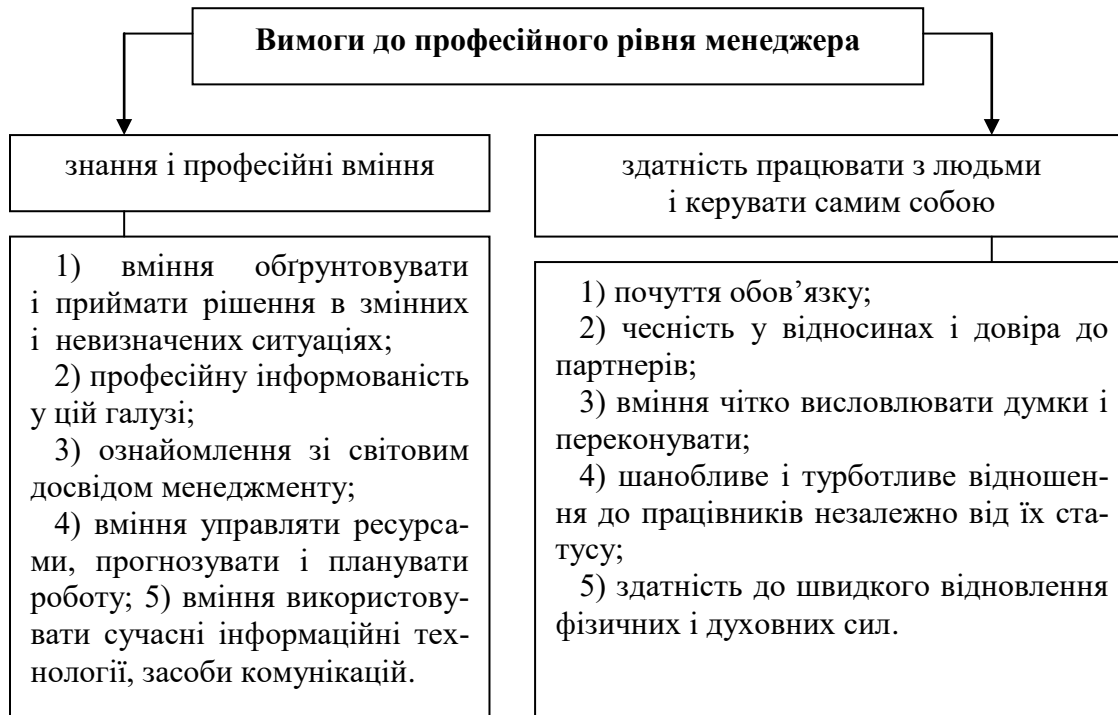 Вимоги до професійного рівня менеджера
знання і професійні вміння
1) вміння обґрунтовувати
і приймати рішення в змінних
і невизначених ситуаціях;
2) професійну інформованість
у цій галузі;
3) ознайомлення зі світовим
досвідом менеджменту;
4) вміння управляти ресурса-
ми, прогнозувати і планувати
роботу; 5) вміння використову-
вати сучасні інформаційні тех-
нології, засоби комунікацій.
здатність працювати з людьми
і керувати самим собою
1) почуття обов’язку;
2) чесність у відносинах і довіра до
партнерів;
3) вміння чітко висловлювати думки і
переконувати;
4) шанобливе і турботливе відношен-
ня до працівників незалежно від їх ста-
тусу;
5) здатність до швидкого відновлення
фізичних і духовних сил.